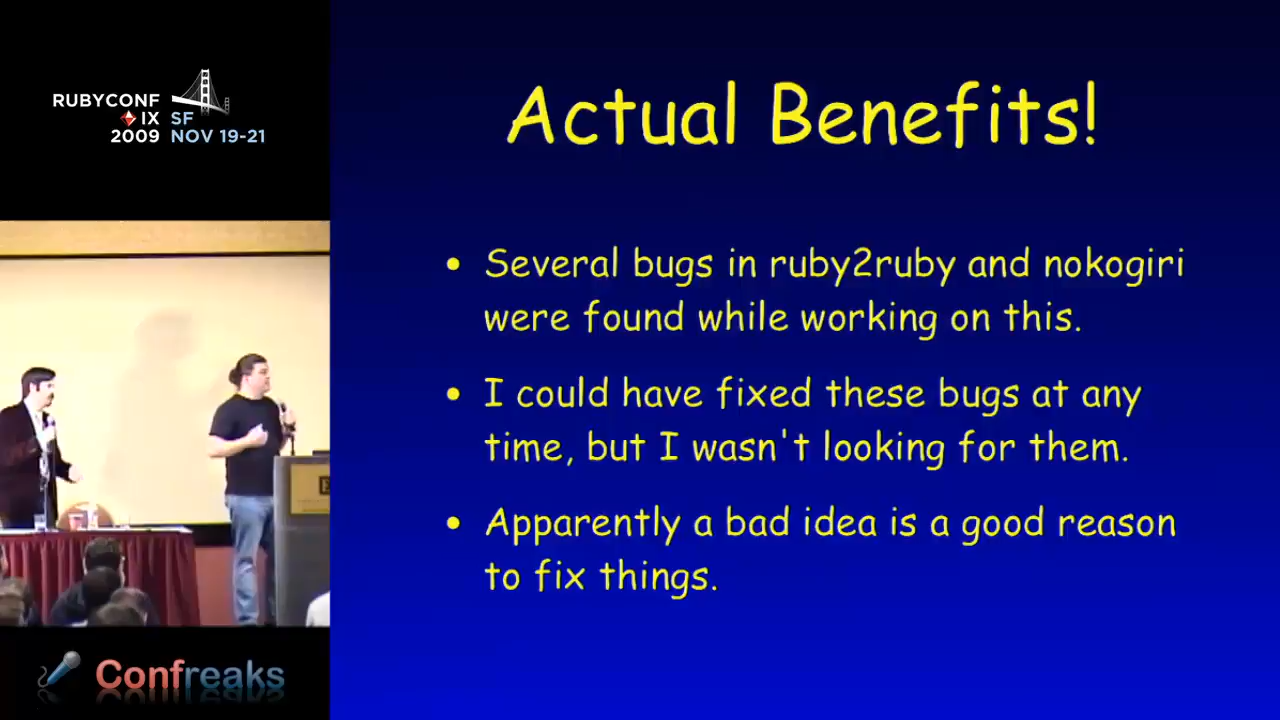 RUBYCONF
IX SF
2009 NOV 19-21
Actual Benefits!
• Several bugs in ruby2ruby and nokogiri
were found while working on this.
• I could have fixed these bugs at any
time, but I wasn't looking for them.
• Apparently a bad idea is a good reason
to fix things.
Confreaks